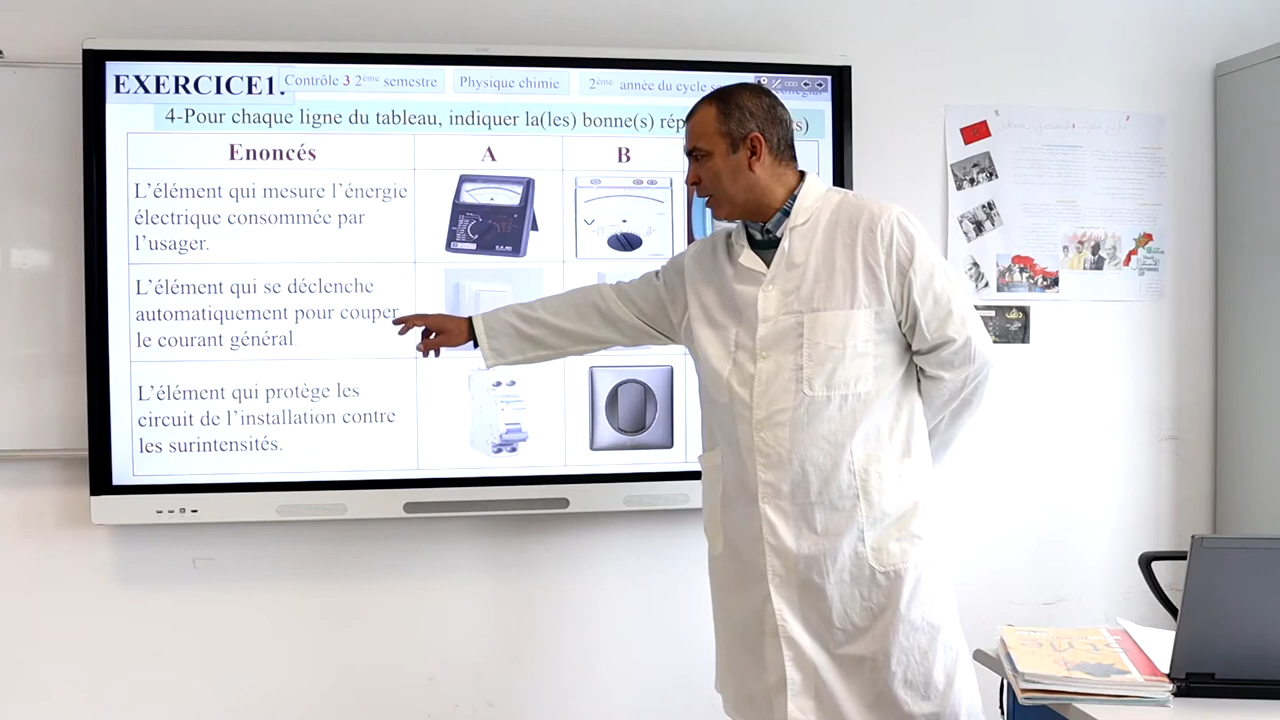 EXERCICE1.
Contrôle 3 2ème semestre
Physique chimie
2ème année du cycle
4-Pour chaque ligne du tableau, indiquer la(les) bonne(s)
Enoncés
A
B
L'élément qui mesure l'énergie
électrique consommée par
l'usager.
L'élément qui se déclenche
automatiquement pour couper
le courant général.
L'élément qui protège les
circuit de l'installation contre
les surintensités.